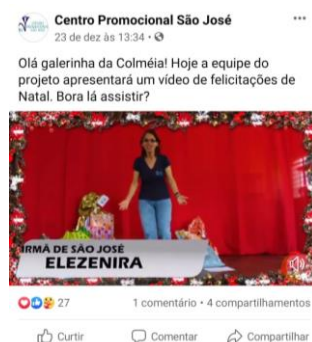 Centro Promocional São José
23 de dez às 13:34 ·
Olá galerinha da Colméia! Hoje a equipe do
projeto apresentará um vídeo de felicitações de
Natal. Bora lá assistir?
IRMÃ DE SÃO JOSÉ
ELEZENIRA
27
1 comentário • 4 compartilhamentos
Curtir
Comentar
Compartilhar